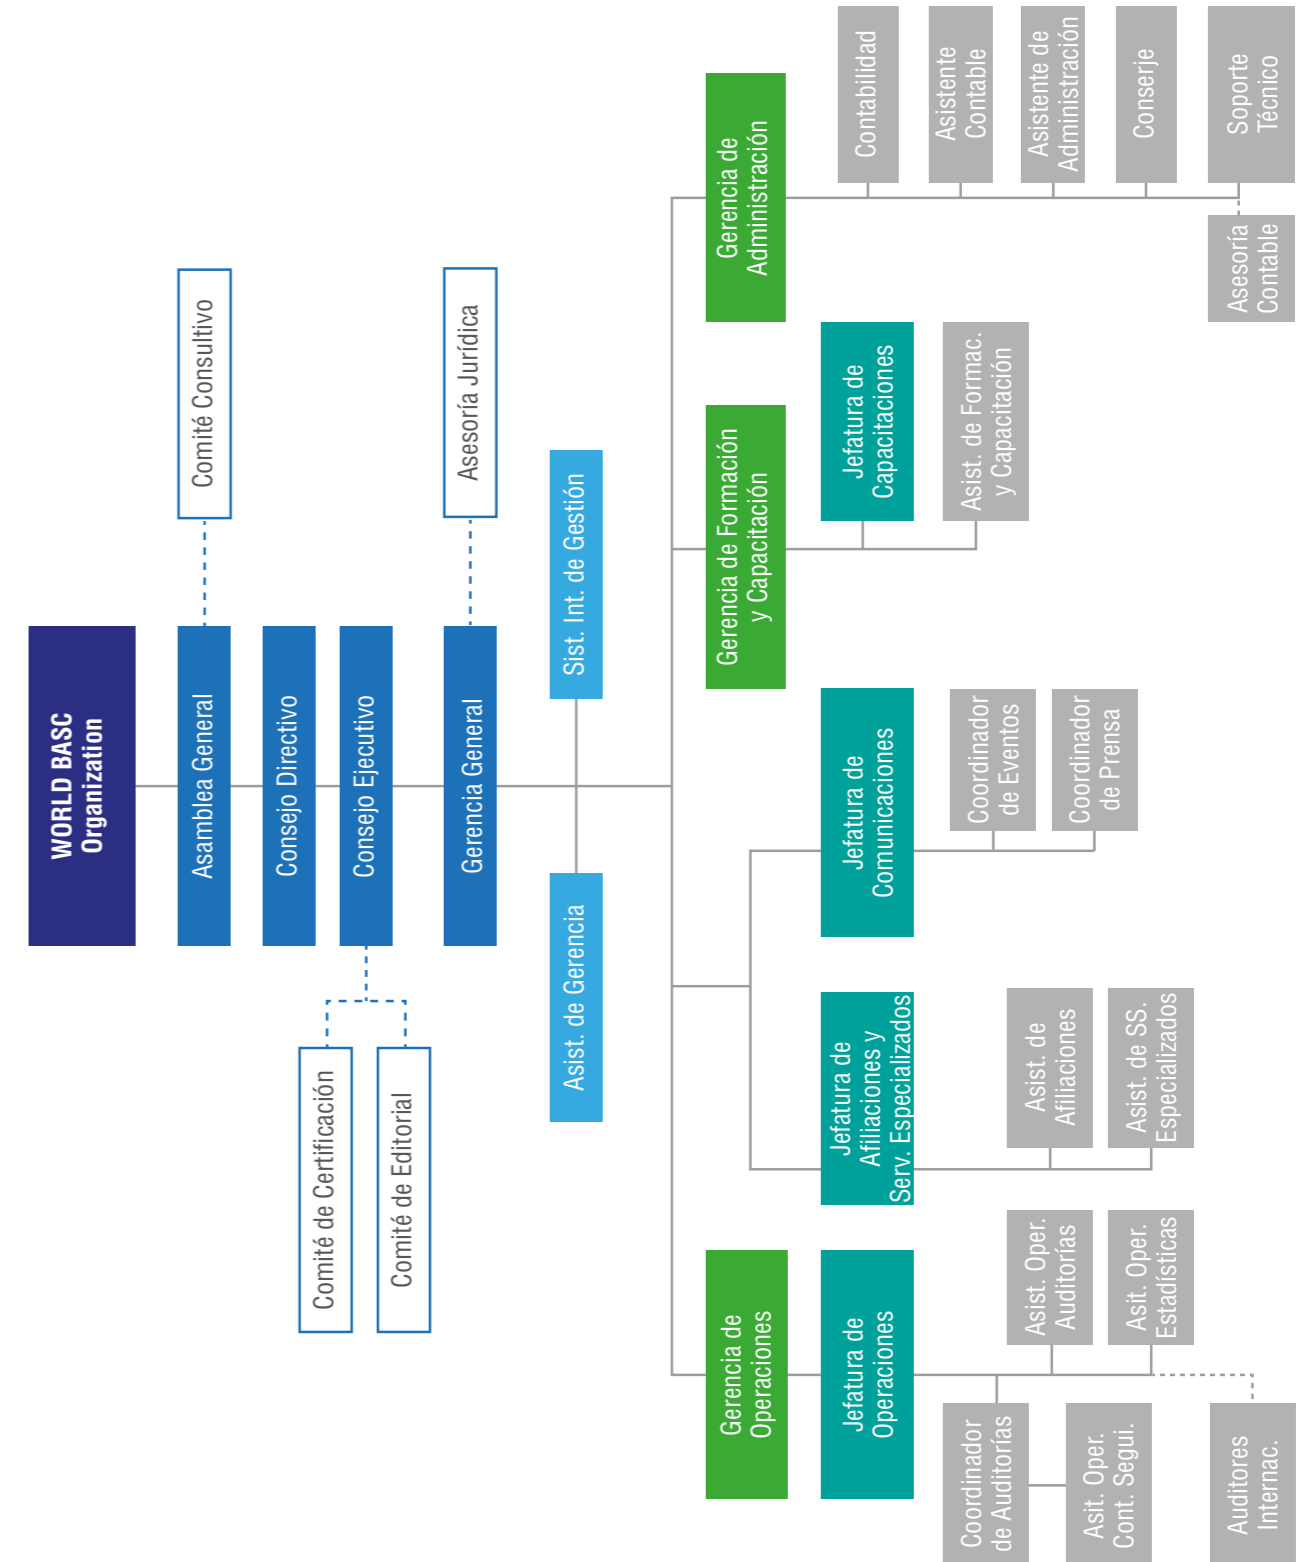 WORLD BASC
Organization
Asamblea General
Comité Consultivo
Consejo Directivo
Consejo Ejecutivo
Comité de Certificación
Comité de Editorial
Gerencia General
Asesoría Jurídica
Asist. de Gerencia
Sist. Int. de Gestión
Gerencia de
Operaciones
Jefatura de
Operaciones
Coordinador
de Auditorías
Asit. Oper.
Cont. Segui.
Asist. Oper.
Auditorías
Asit. Oper.
Estadísticas
Auditores
Internac.
Jefatura de
Afiliaciones y
Serv. Especializados
Asist. de
Afiliaciones
Asist. de SS.
Especializados
Jefatura de
Comunicaciones
Coordinador
de Eventos
Coordinador
de Prensa
Gerencia de Formación
y Capacitación
Jefatura de
Capacitaciones
Asist. de Formac.
y Capacitación
Gerencia de
Administración
Contabilidad
Asistente
Contable
Asistente de
Administración
Conserje
Soporte
Técnico
Asesoría
Contable